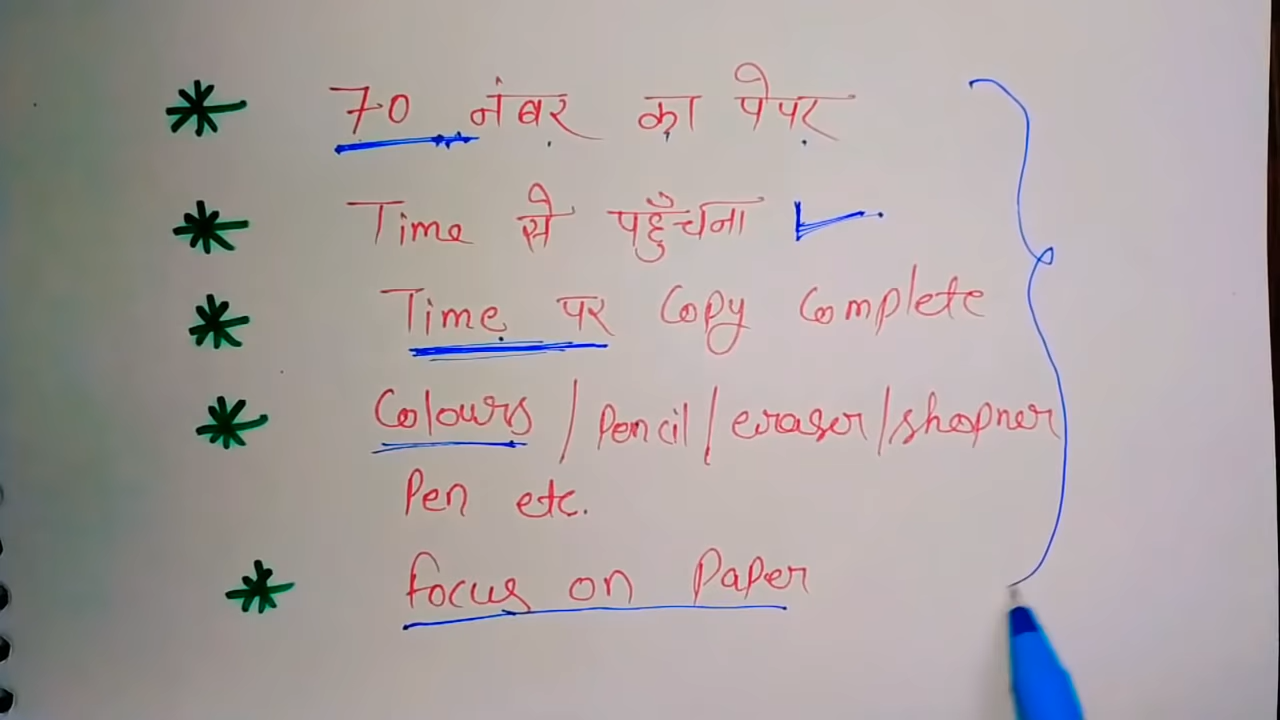 70 नंबर का पेपर
Time से पहुँचना
Time पर Copy Complete
Colours / Pencil / eraser / shapner
Pen etc.
focus on Paper